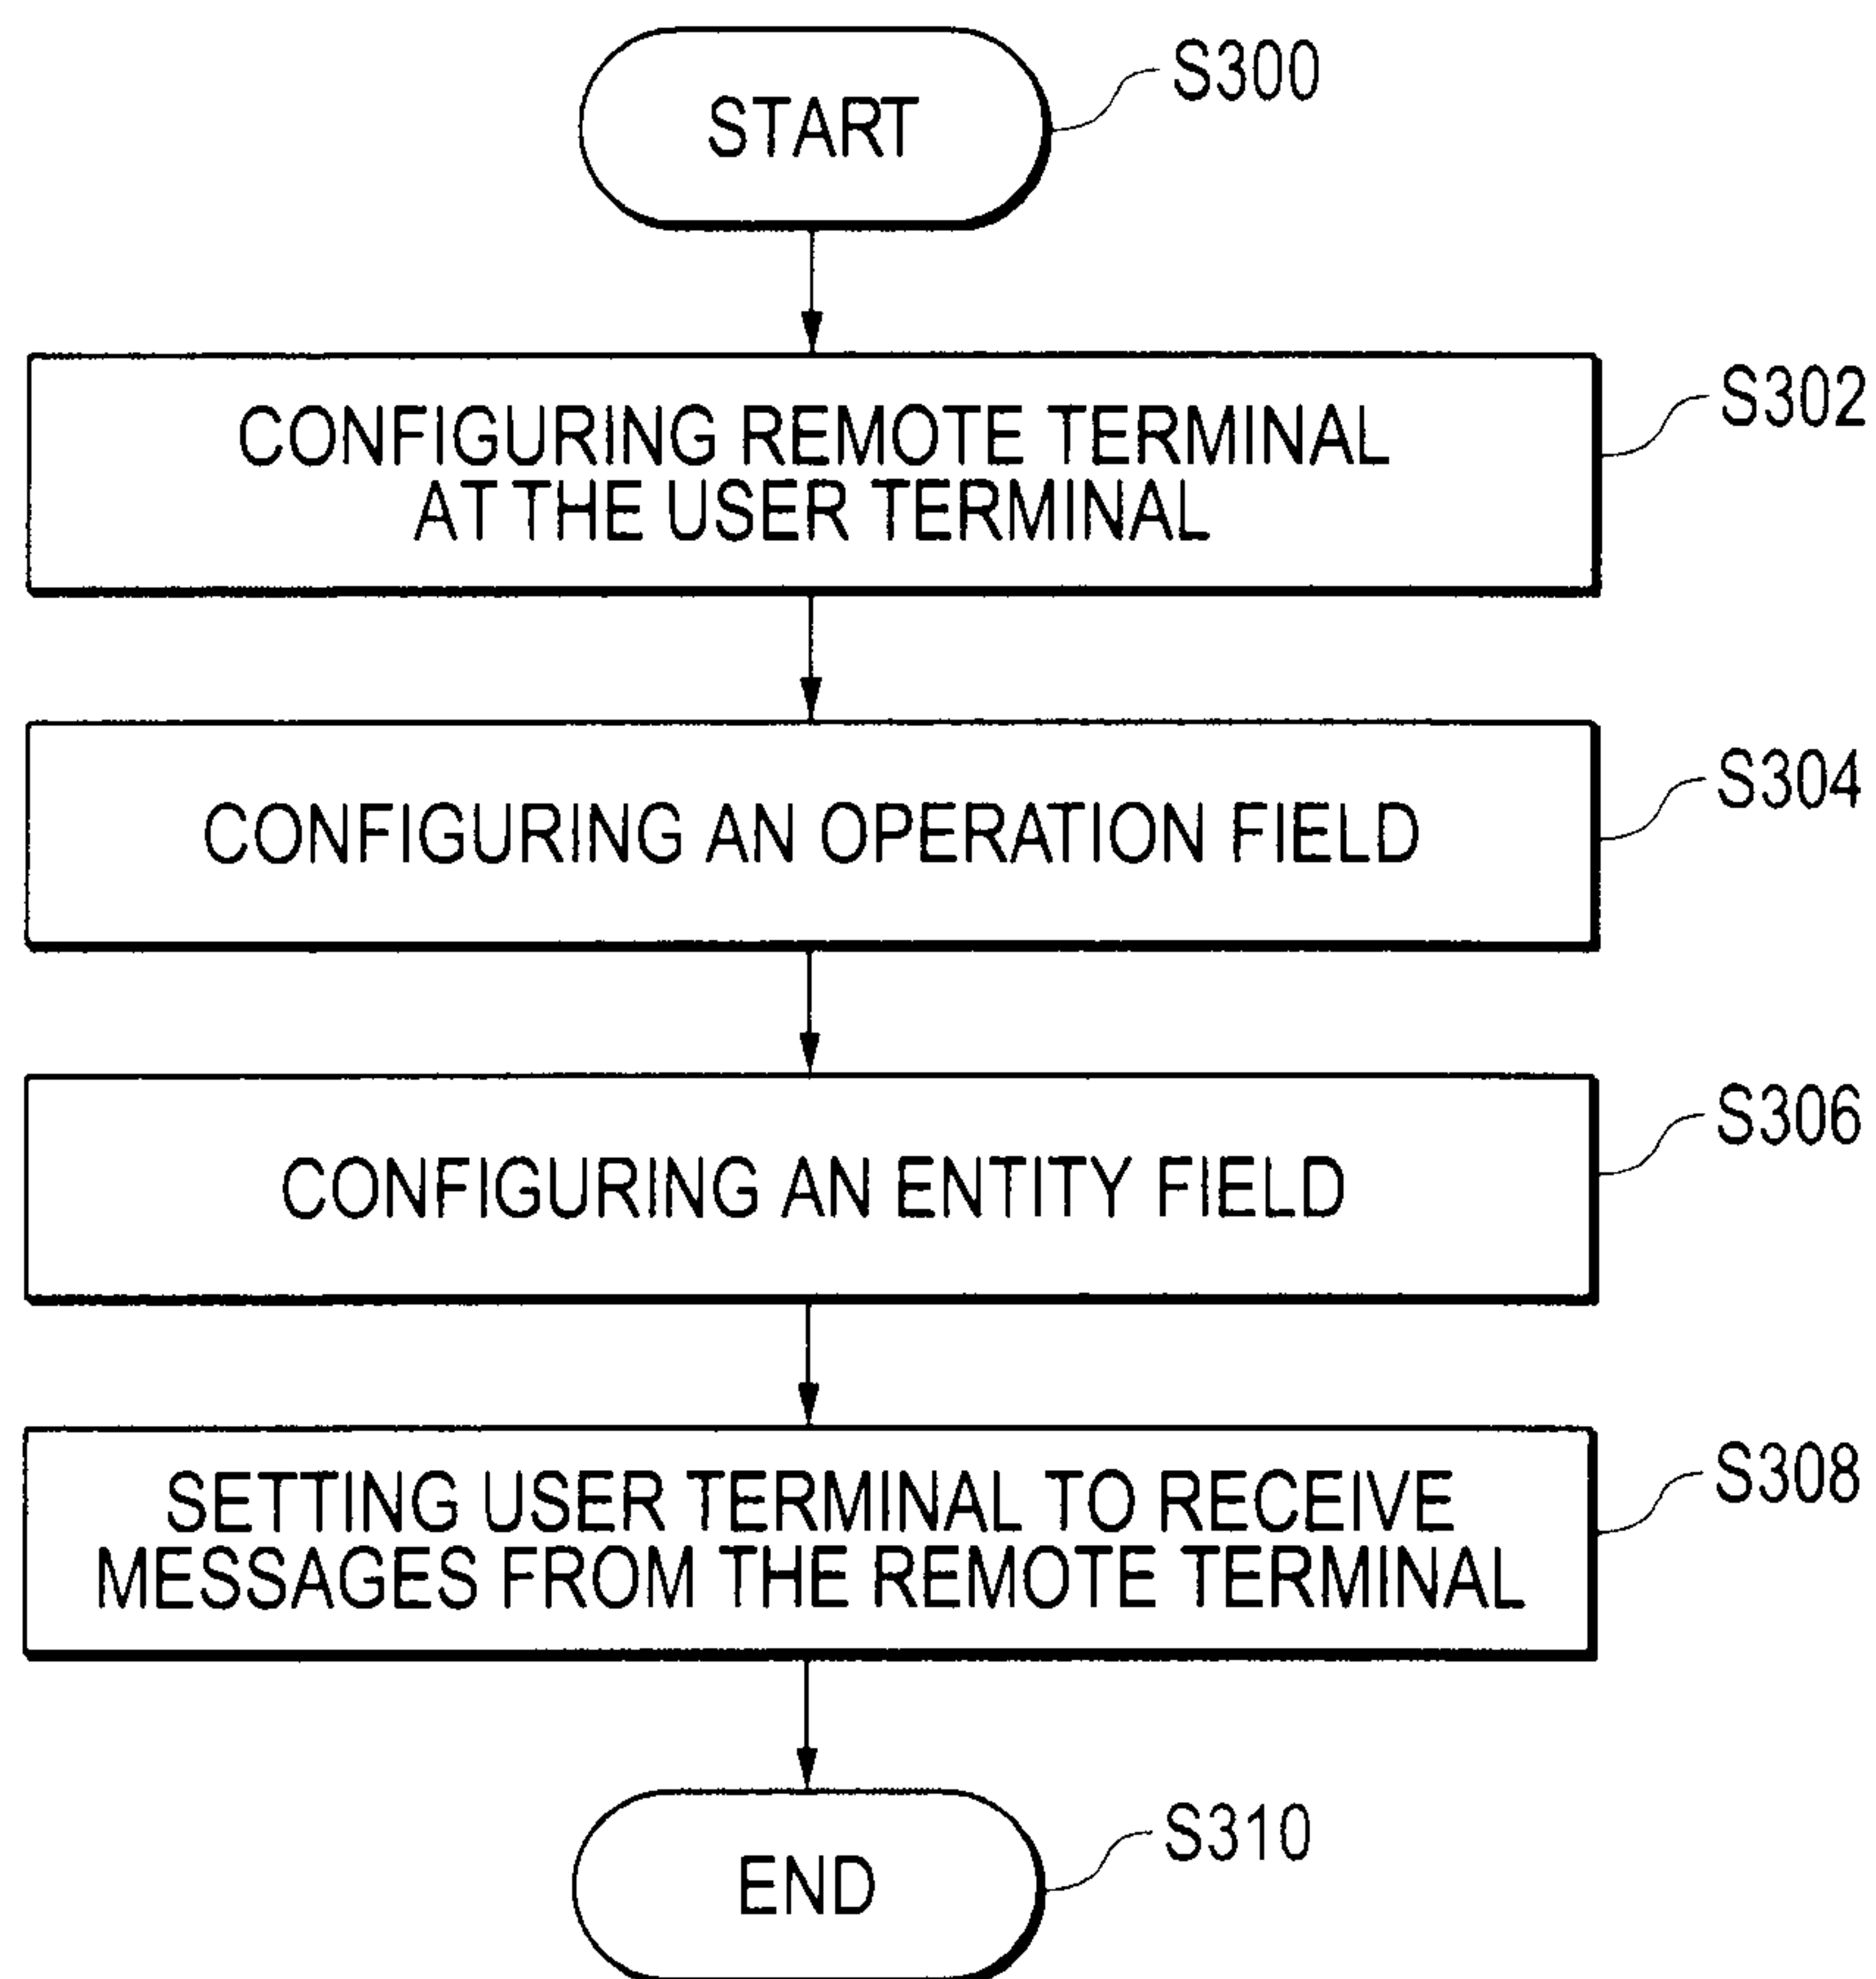 START
S300
CONFIGURING REMOTE TERMINAL
AT THE USER TERMINAL
S302
CONFIGURING AN OPERATION FIELD
S304
CONFIGURING AN ENTITY FIELD
S306
SETTING USER TERMINAL TO RECEIVE
MESSAGES FROM THE REMOTE TERMINAL
S308
END
S310